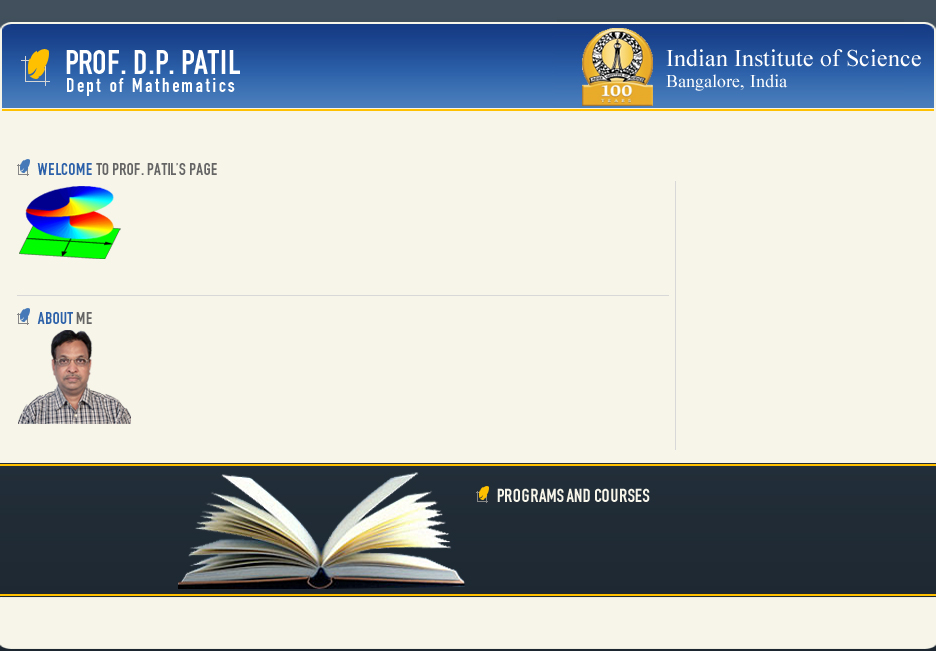 PROF. D.P. PATIL
Dept of Mathematics
Indian Institute of Science
Bangalore, India
100
YEARS
WELCOME TO PROF. PATIL'S PAGE
ABOUT ME
PROGRAMS AND COURSES